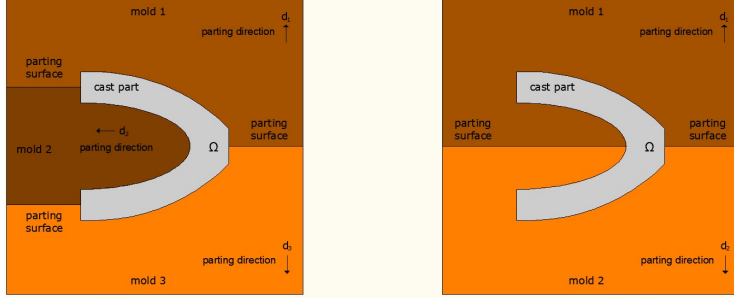 mold 1
d₁
parting direction
parting
surface
cast part
parting
surface
d₂
parting direction
mold 2
Ω
parting
surface
d₃
parting direction
mold 3
mold 1
d₁
parting direction
cast part
parting
surface
parting
surface
Ω
d₂
parting direction
mold 2